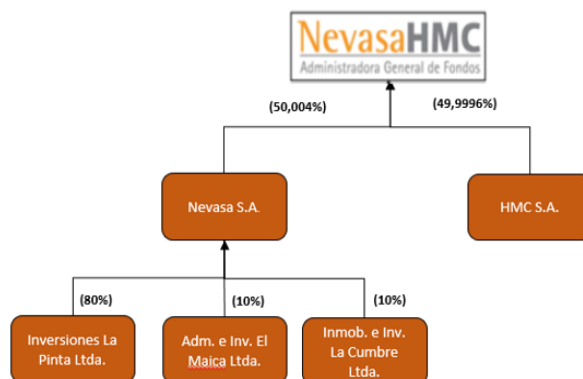 NevasaHMC
Administradora General de Fondos
(50,004%)
(49,9996%)
Nevasa S.A.
HMC S.A.
(80%)
(10%)
(10%)
Inversiones La
Pinta Ltda.
Adm. e Inv. El
Maica Ltda.
Inmob. e Inv.
La Cumbre
Ltda.